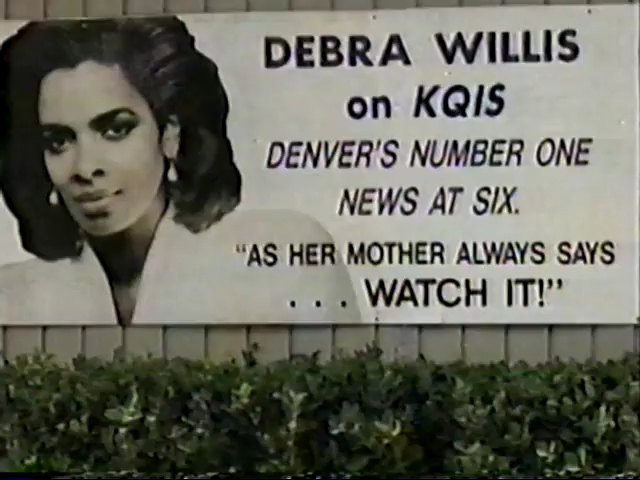 DEBRA WILLIS
on KQIS
DENVER'S NUMBER ONE
NEWS AT SIX.
"AS HER MOTHER ALWAYS SAYS
. . . WATCH IT!"